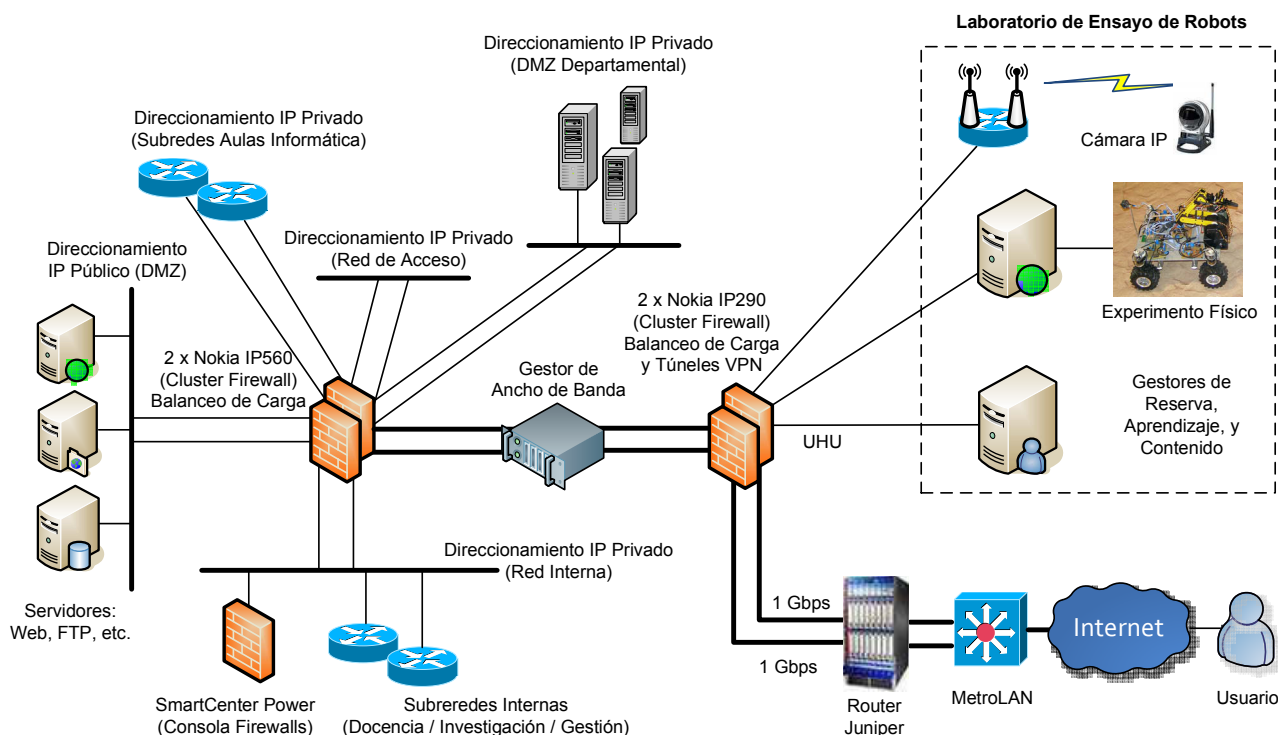 Laboratorio de Ensayo de Robots
Direccionamiento IP Privado
(DMZ Departamental)
Direccionamiento IP Privado
(Subredes Aulas Informática)
Cámara IP
Direccionamiento IP Privado
(Red de Acceso)
Direccionamiento
IP Público (DMZ)
2 x Nokia IP560
(Cluster Firewall)
Balanceo de Carga
Gestor de
Ancho de Banda
2 x Nokia IP290
(Cluster Firewall)
Balanceo de Carga
y Túneles VPN
Experimento Físico
UHU
Gestores de
Reserva,
Aprendizaje, y
Contenido
Direccionamiento IP Privado
(Red Interna)
Servidores:
Web, FTP, etc.
SmartCenter Power
(Consola Firewalls)
Subreredes Internas
(Docencia / Investigación / Gestión)
1 Gbps
1 Gbps
Router
Juniper
MetroLAN
Internet
Usuario